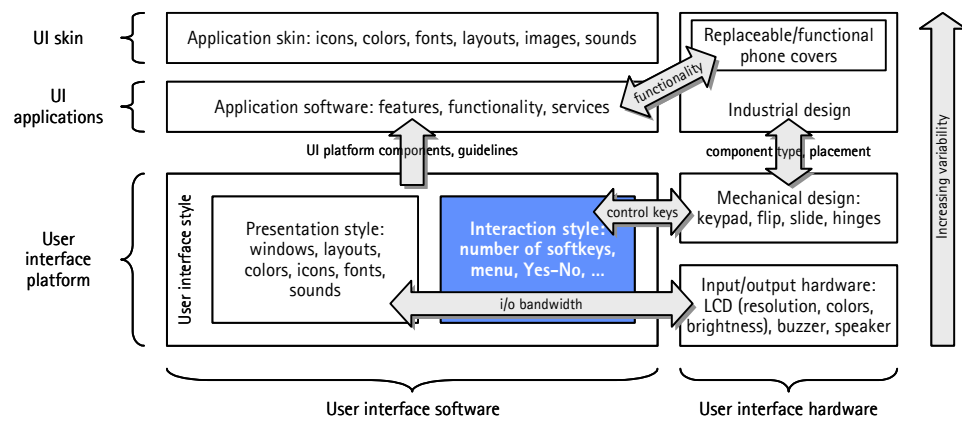 UI skin
Application skin: icons, colors, fonts, layouts, images, sounds
Replaceable/functional
phone covers
functionality
UI
applications
Application software: features, functionality, services
Industrial design
UI platform components, guidelines
component type, placement
Increasing variability
User
interface
platform
User interface style
Presentation style:
windows, layouts,
colors, icons, fonts,
sounds
Interaction style:
number of softkeys,
menu, Yes-No, ...
control keys
Mechanical design:
keypad, flip, slide, hinges
i/o bandwidth
Input/output hardware:
LCD (resolution, colors,
brightness), buzzer, speaker
User interface software
User interface hardware